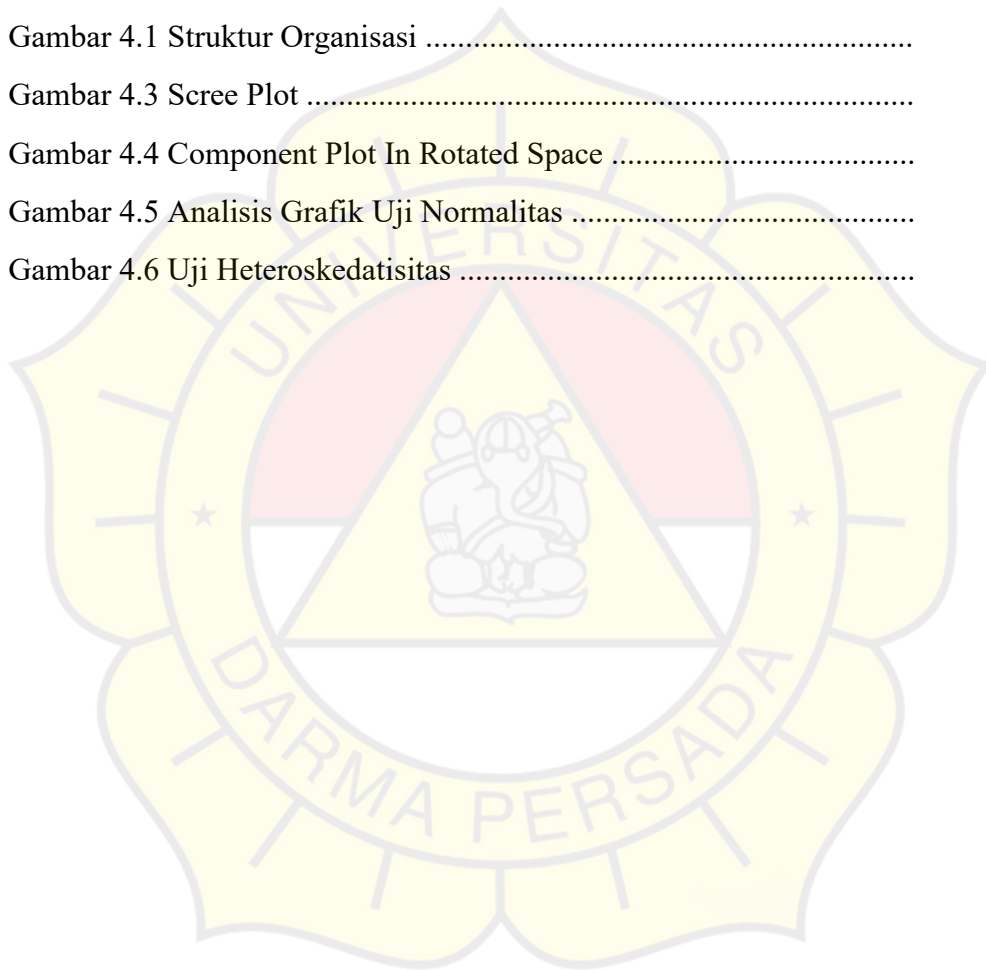 Gambar 4.1 Struktur Organisasi ....................................................
Gambar 4.3 Scree Plot .................................................................
Gambar 4.4 Component Plot In Rotated Space ................................
Gambar 4.5 Analisis Grafik Uji Normalitas .....................................
Gambar 4.6 Uji Heteroskedatisitas .................................................
UNIVERSITAS
DARMA PERSADA